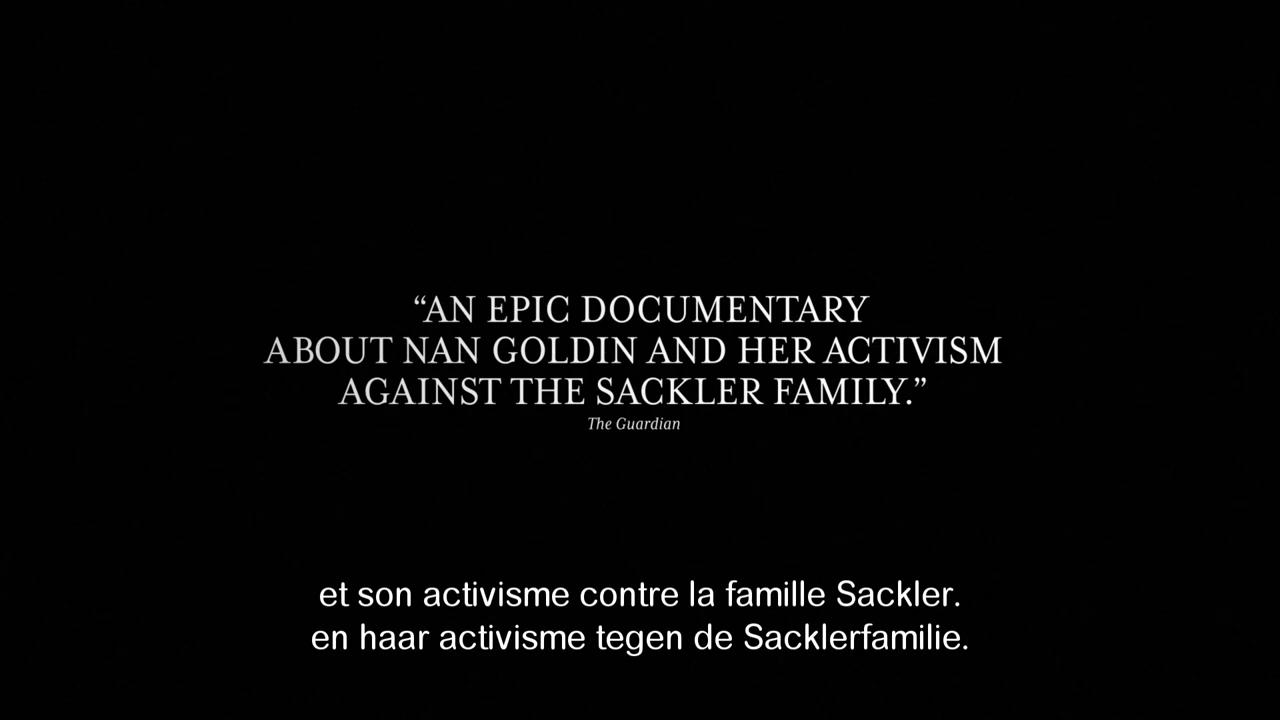 “AN EPIC DOCUMENTARY
ABOUT NAN GOLDIN AND HER ACTIVISM
AGAINST THE SACKLER FAMILY.”
The Guardian
et son activisme contre la famille Sackler.
en haar activisme tegen de Sacklerfamilie.